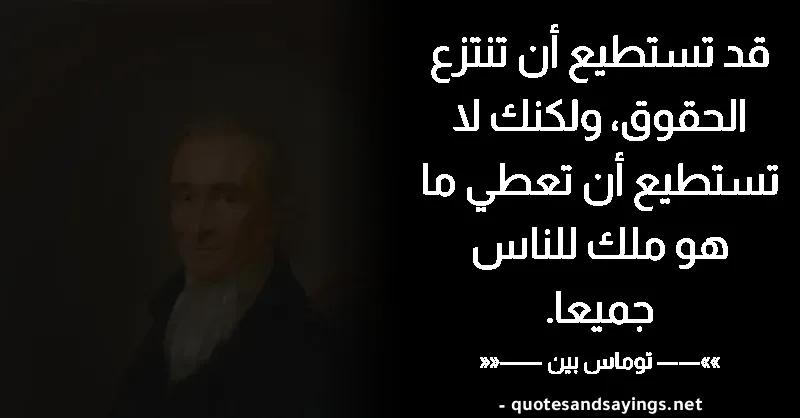 قد تستطيع أن تنتزع
الحقوق، ولكنك لا
تستطيع أن تعطي ما
هو ملك للناس
جميعا.
»»—— توماس بين ——««
- quotesandsayings.net